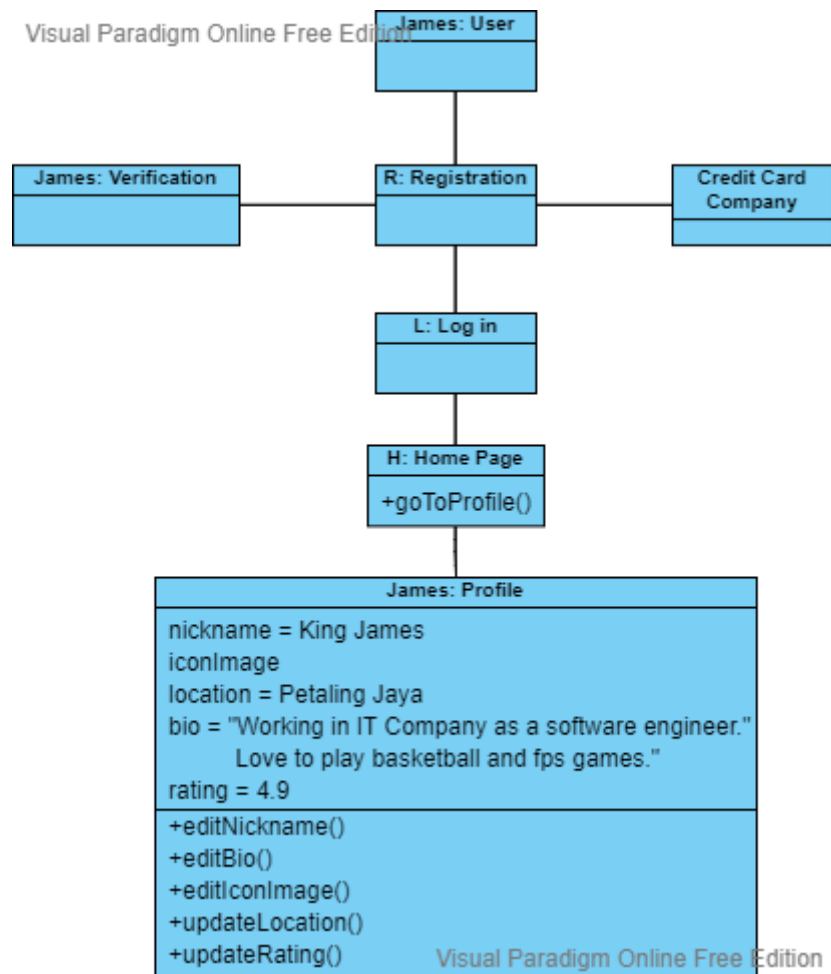 Visual Paradigm Online Free Edition
James: User
James: Verification
R: Registration
Credit Card
Company
L: Log in
H: Home Page
+goToProfile()
James: Profile
nickname = King James
iconImage
location = Petaling Jaya
bio = "Working in IT Company as a software engineer."
Love to play basketball and fps games."
rating = 4.9
+editNickname()
+editBio()
+editIconImage()
+updateLocation()
+updateRating()
Visual Paradigm Online Free Edition